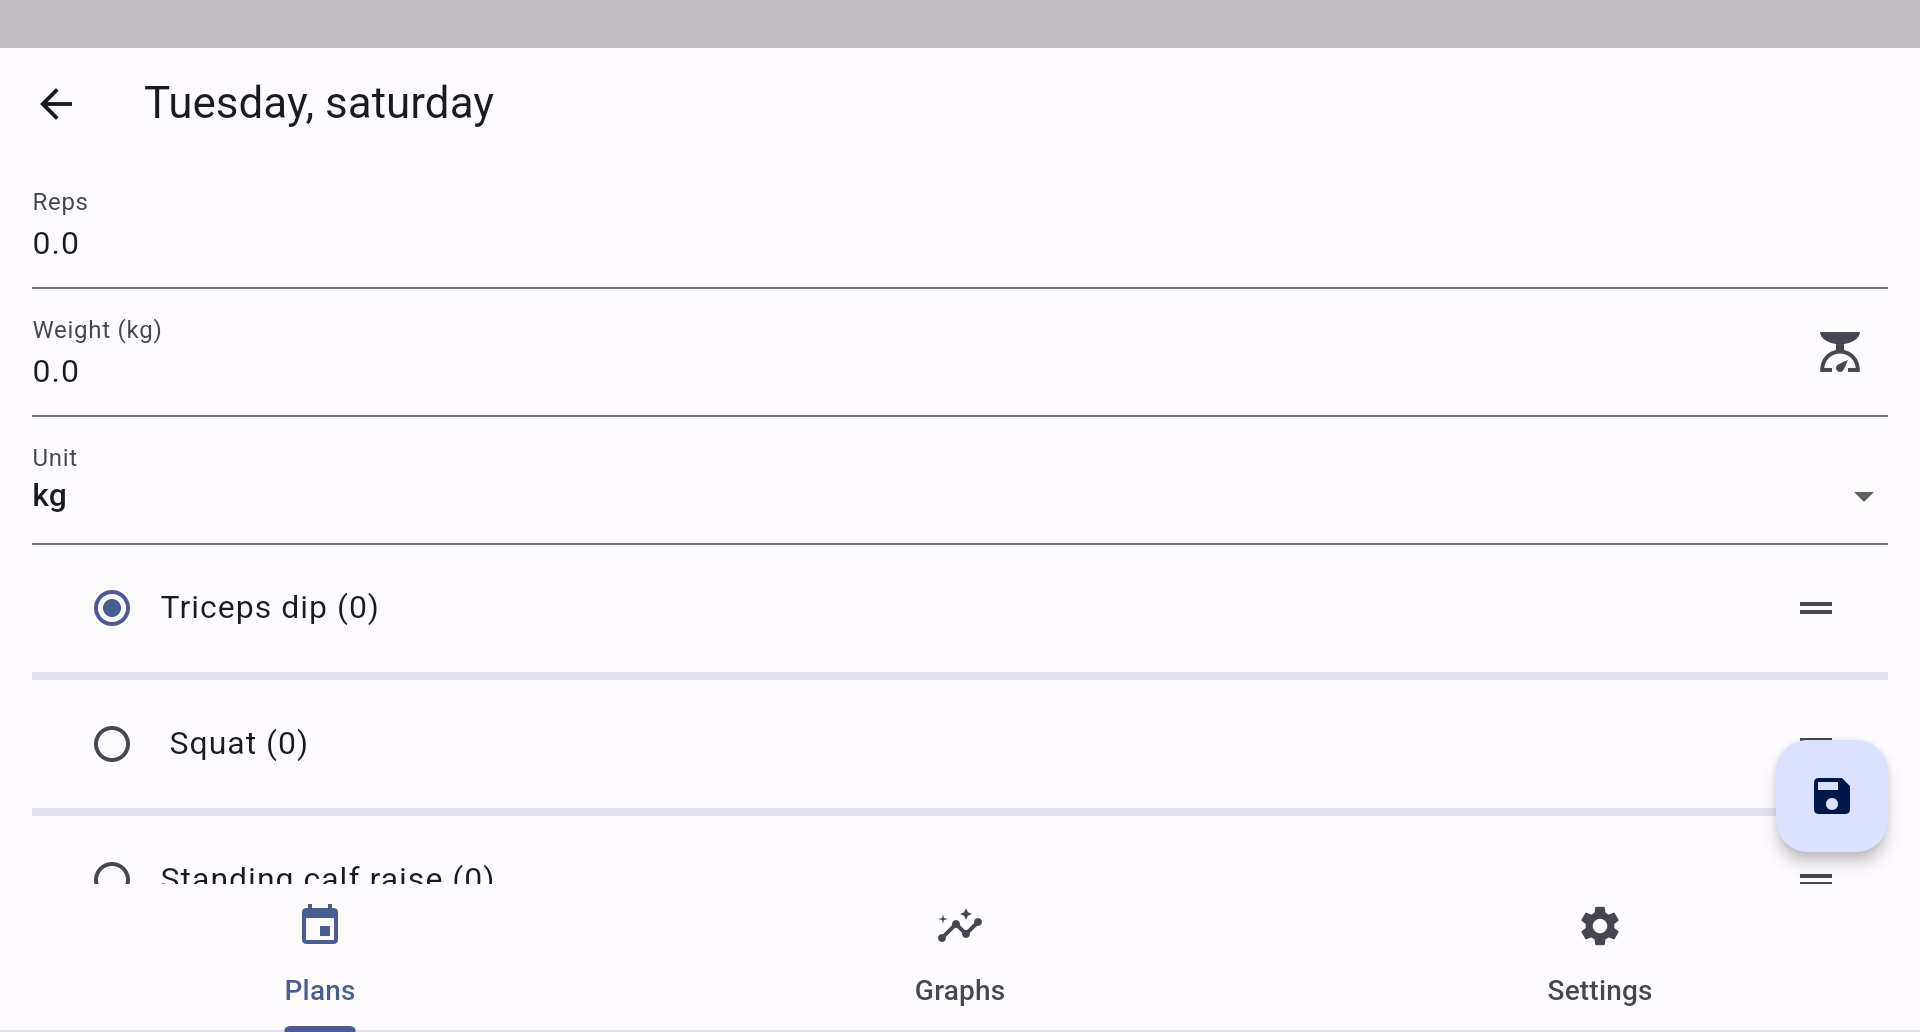 Tuesday, saturday
Reps
0.0
Weight (kg)
0.0
Unit
kg
Triceps dip (0)
Squat (0)
Standing calf raise (0)
Plans
Graphs
Settings